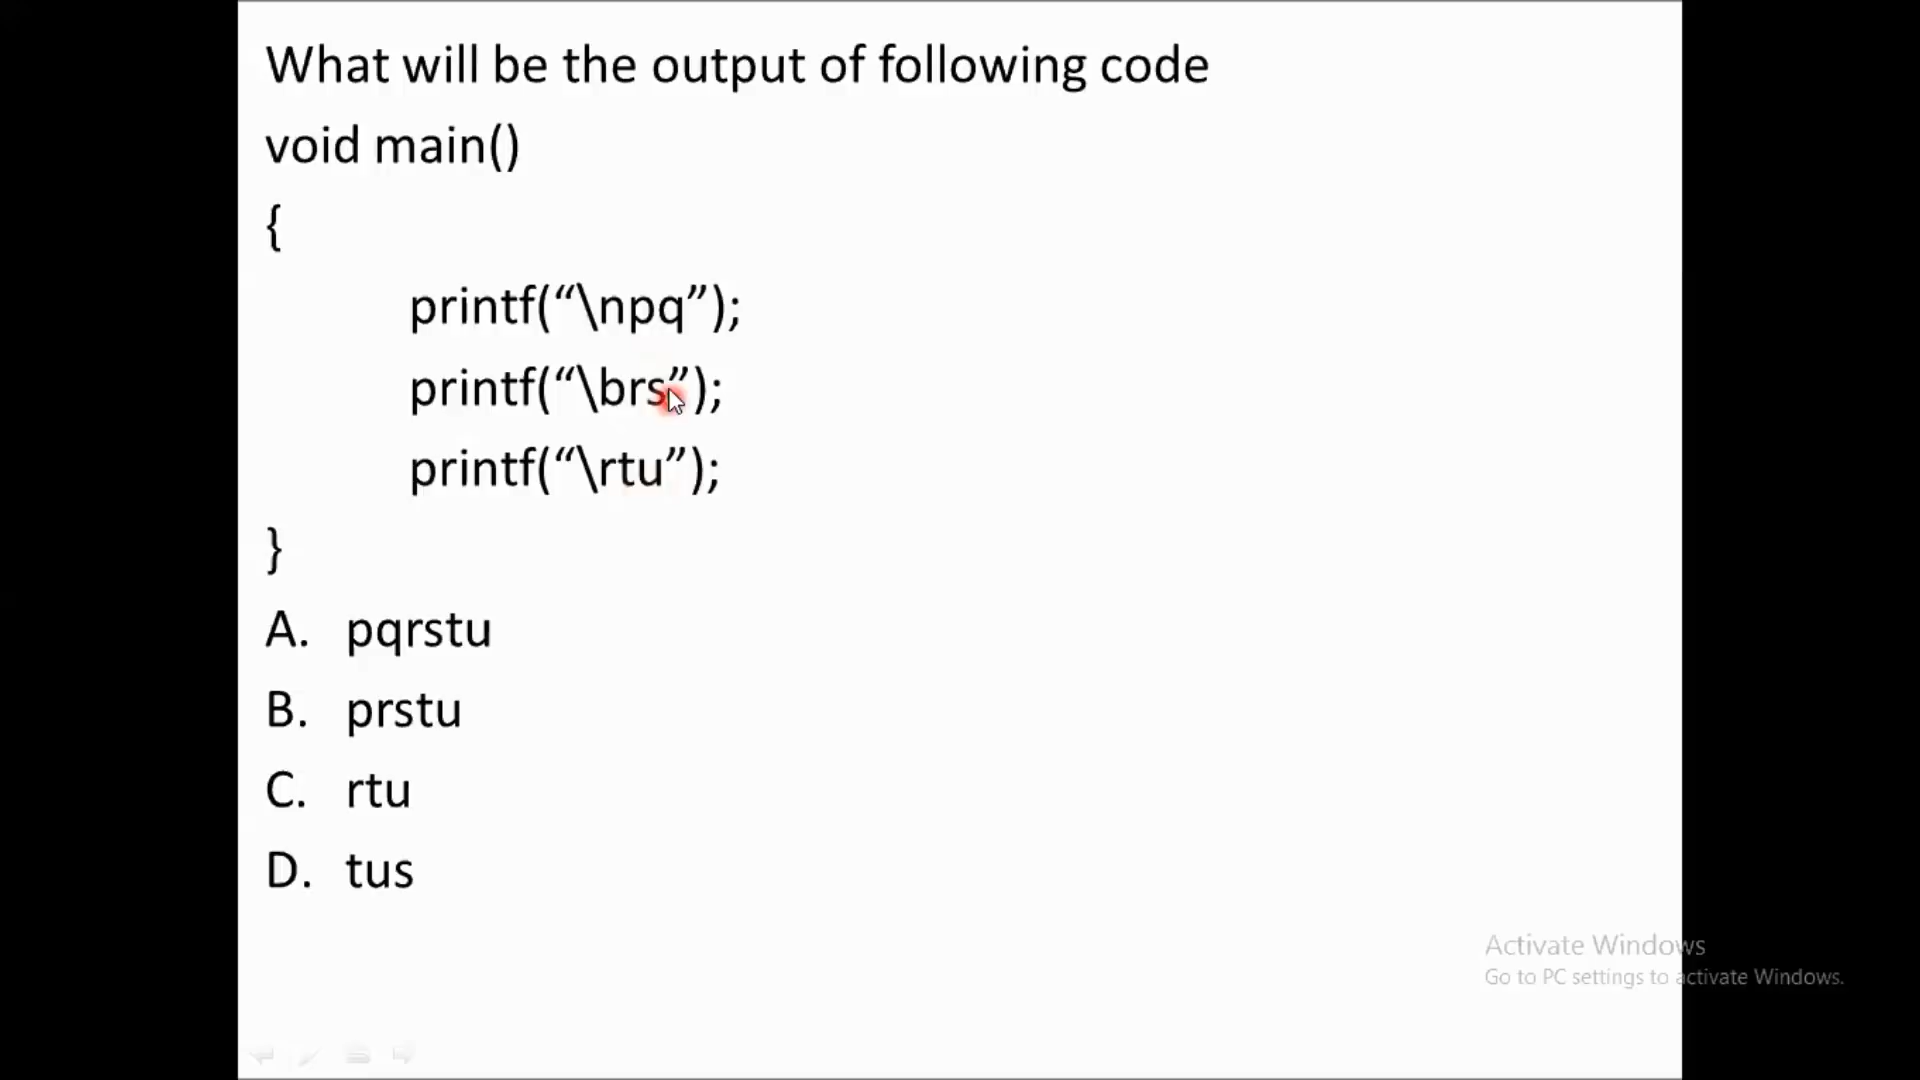 What will be the output of following code
void main()
{
printf(“\npq”);
printf(“\brs”);
printf(“\rtu”);
}
A. pqrstu
B. prstu
C. rtu
D. tus
Activate Windows
Go to PC settings to activate Windows.